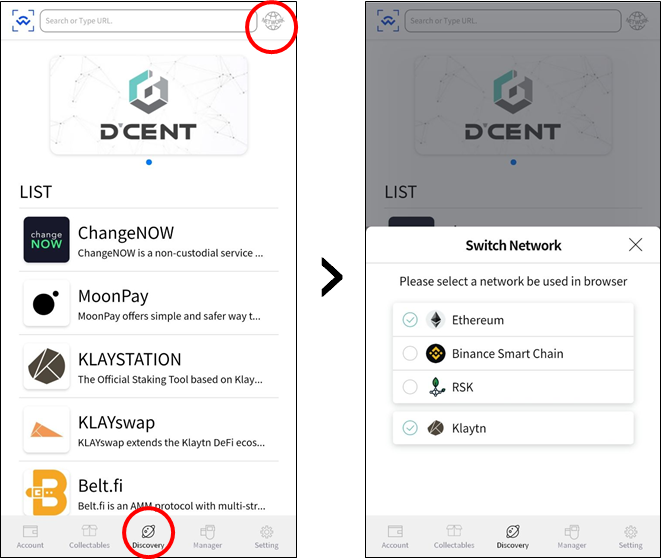 Search or Type URL.
NETWORK
D'CENT
LIST
change
NOW
ChangeNOW
ChangeNOW is a non-custodial service ...
MoonPay
MoonPay offers simple and safer way t...
KLAYSTATION
The Official Staking Tool based on Klay...
KLAYswap
KLAYswap extends the Klaytn DeFi ecos...
Belt.fi
Belt.fi is an AMM protocol with multi-str...
Account
Collectables
Discovery
Manager
Setting
>
Search or Type URL.
NETWORK
D'CENT
LIST
Switch Network
Please select a network be used in browser
Ethereum
Binance Smart Chain
RSK
Klaytn
Account
Collectables
Discovery
Manager
Setting